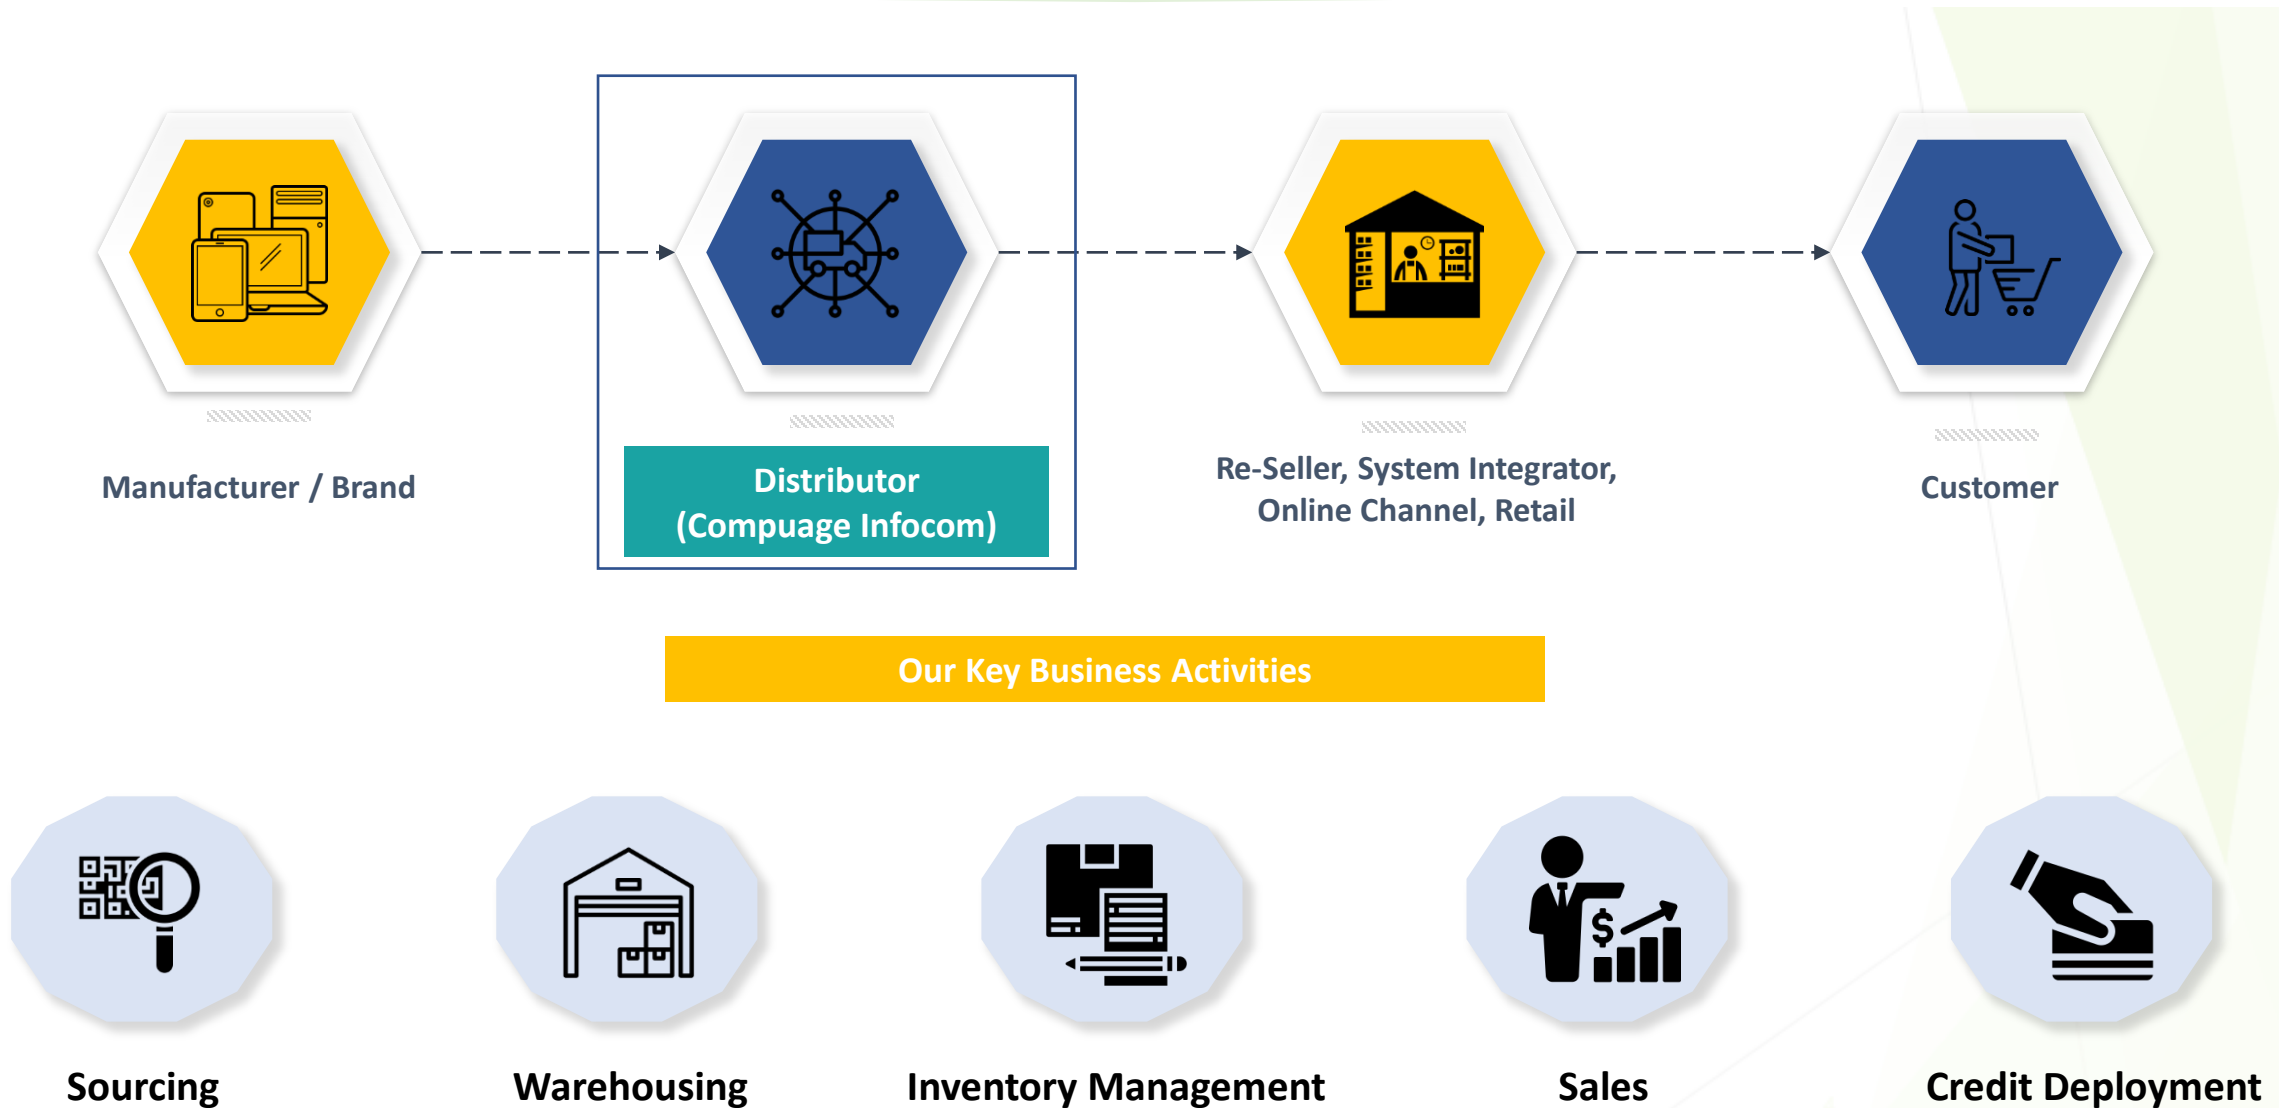 Manufacturer / Brand
Distributor
(Compuage Infocom)
Re-Seller, System Integrator,
Online Channel, Retail
Customer
Our Key Business Activities
Sourcing
Warehousing
Inventory Management
Sales
Credit Deployment